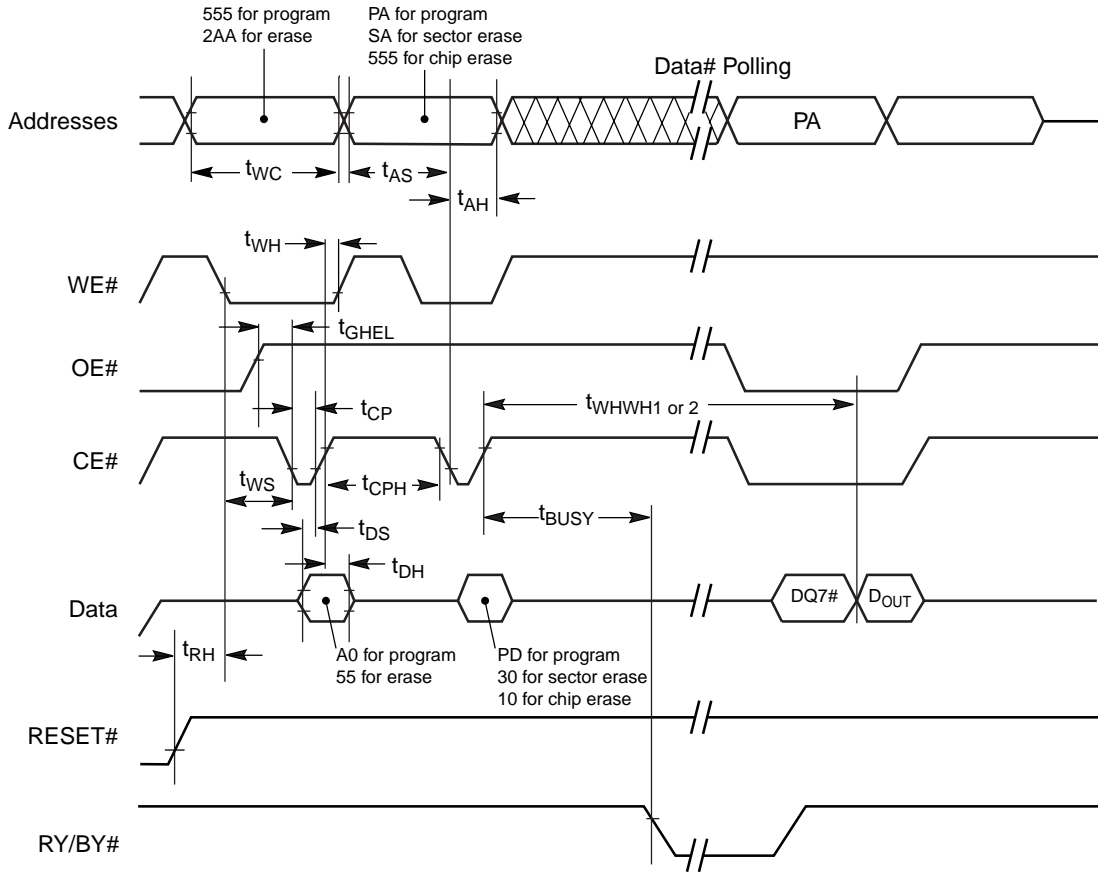 555 for program
2AA for erase
PA for program
SA for sector erase
555 for chip erase
Data# Polling
Addresses
PA
tWC
tAS
tAH
tWH
WE#
tGHEL
OE#
tWHWH1 or 2
tCP
CE#
tWS
tCPH
tBUSY
tDS
tDH
Data
DQ7#
DOUT
tRH
A0 for program
55 for erase
PD for program
30 for sector erase
10 for chip erase
RESET#
RY/BY#